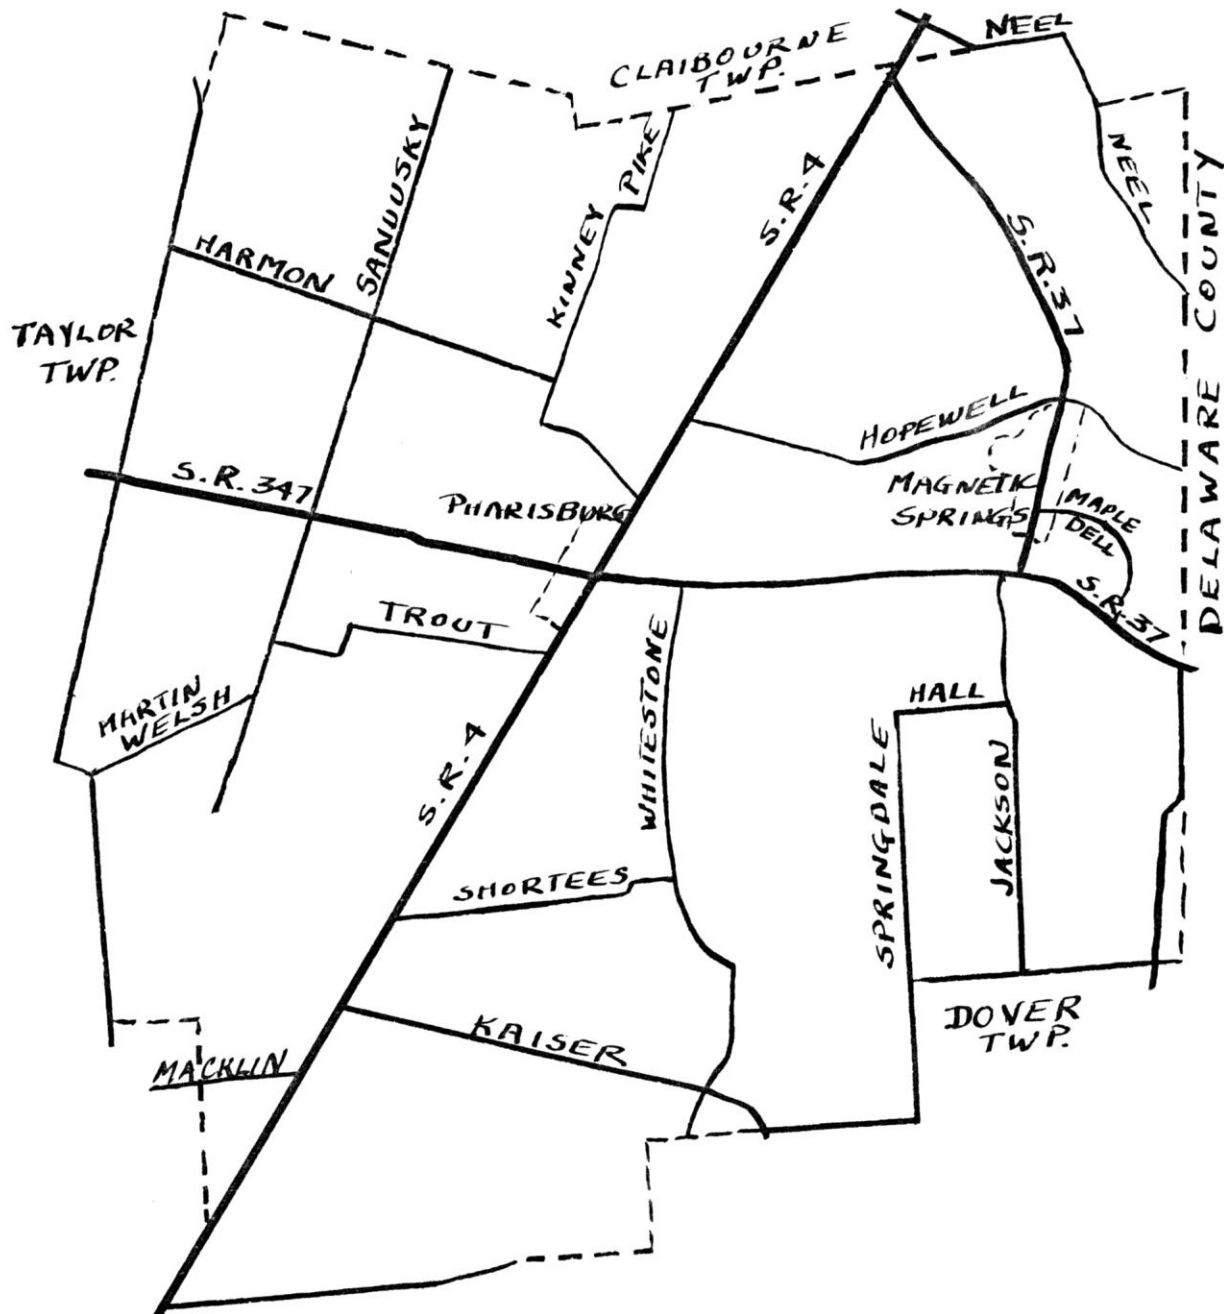 NEEL
CLAIBOURNE
TWP.
SANDUSKY
PIKE
KINNEY
S.R.4
S.R.37
NEEL
DELAWARE COUNTY
HARMON
TAYLOR
TWP.
HOPEWELL
S.R.347
PHARISBURG
MAGNETIC
SPRINGS
MAPLE
DELL
S.R.37
TROUT
MARTIN
WELSH
WHITESTONE
HALL
SPRINGDALE
JACKSON
S.R.4
SHORTEES
KAISER
DOVER
TWP.
MACKLIN